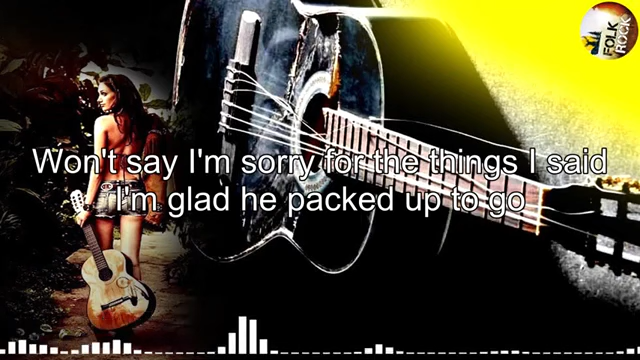 FOLK
ROCK
Won't say I'm sorry for the things I said
I'm glad he packed up to go